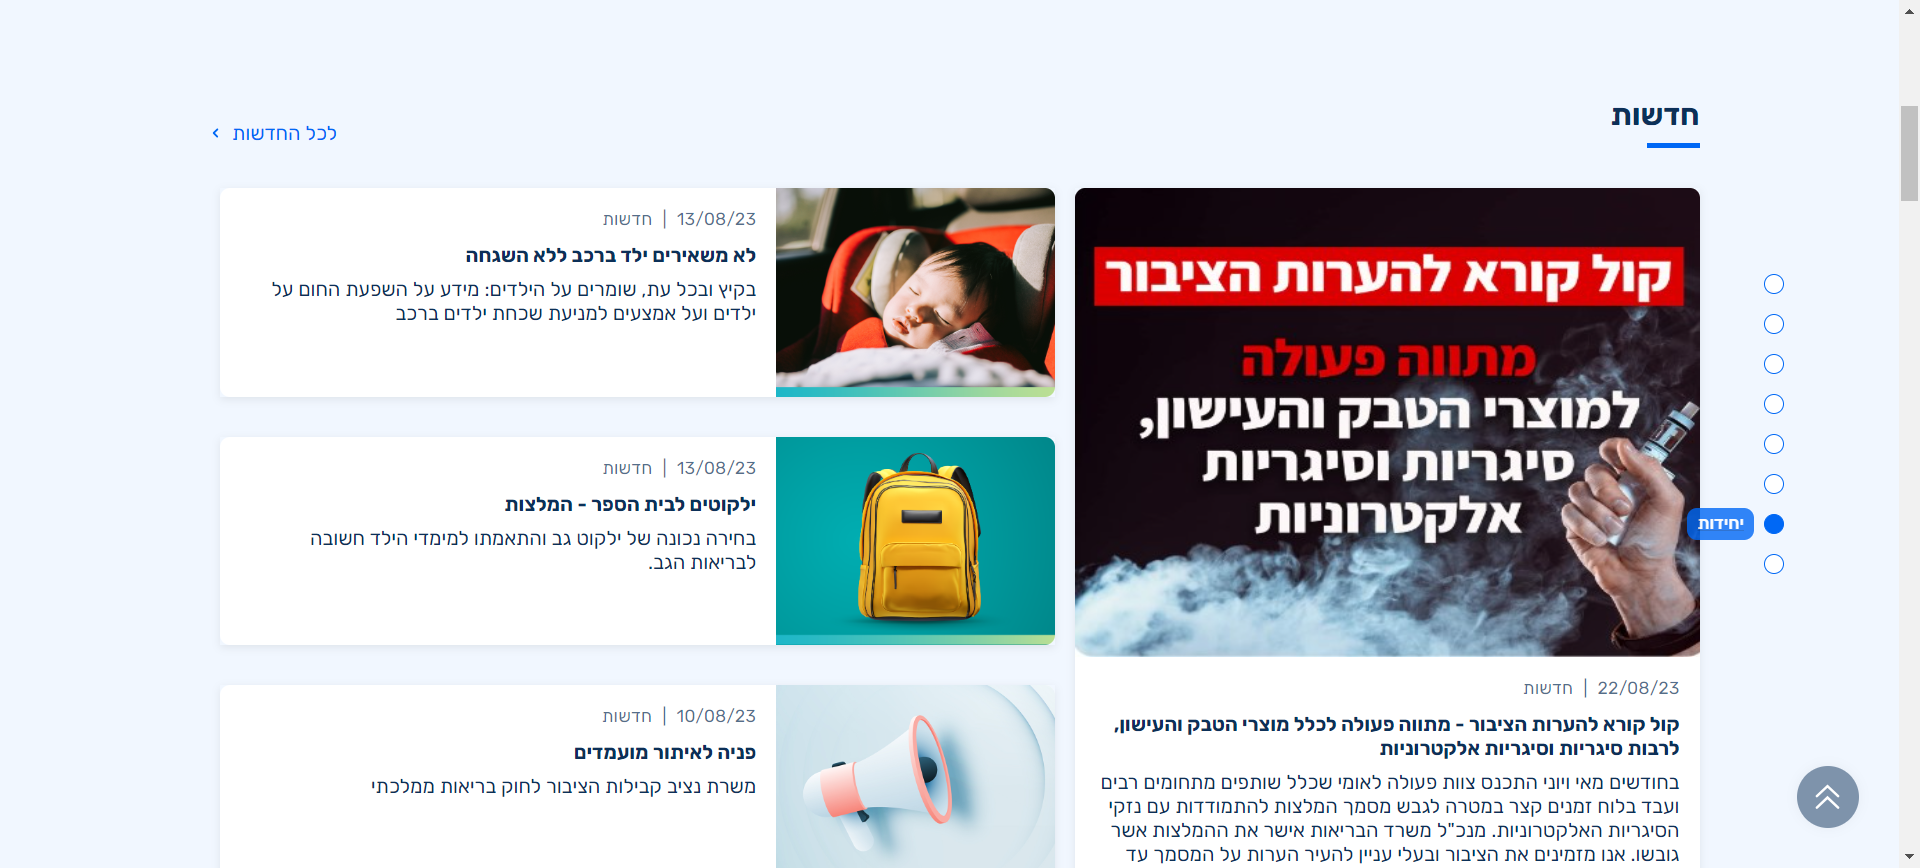 חדשות
לכל החדשות
קול קורא להערות הציבור
מתווה פעולה
למוצרי הטבק והעישון,
סיגריות וסיגריות
אלקטרוניות
22/08/23 | חדשות
קול קורא להערות הציבור - מתווה פעולה לכלל מוצרי הטבק והעישון,
לרבות סיגריות וסיגריות אלקטרוניות
בחודשים מאי ויוני התכנס צוות פעולה לאומי שכלל שותפים מתחומים רבים
ועבד בלוח זמנים קצר במטרה לגבש מסמך המלצות להתמודדות עם נזקי
הסיגריות האלקטרוניות. מנכ"ל משרד הבריאות אישר את ההמלצות אשר
גובשו. אנו מזמינים את הציבור ובעלי עניין להעיר הערות על המסמך עד
13/08/23 | חדשות
לא משאירים ילד ברכב ללא השגחה
בקיץ ובכל עת, שומרים על הילדים: מידע על השפעת החום על
ילדים ועל אמצעים למניעת שכחת ילדים ברכב
13/08/23 | חדשות
ילקוטים לבית הספר - המלצות
בחירה נכונה של ילקוט גב והתאמתו למימדי הילד חשובה
לבריאות הגב.
10/08/23 | חדשות
פניה לאיתור מועמדים
משרת נציב קבילות הציבור לחוק בריאות ממלכתי
יחידות